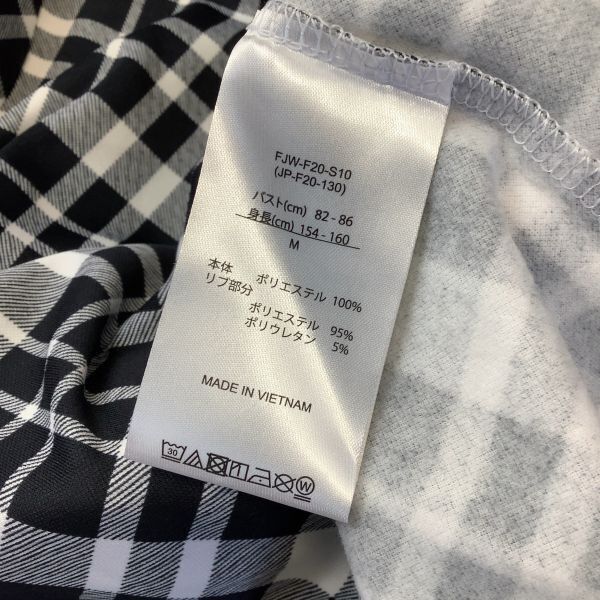 FJW-F20-S10
(JP-F20-130)
バスト(cm) 82 - 86
身長(cm) 154 - 160
M
本体 ポリエステル 100%
リブ部分
ポリエステル 95%
ポリウレタン 5%
MADE IN VIETNAM
30 W